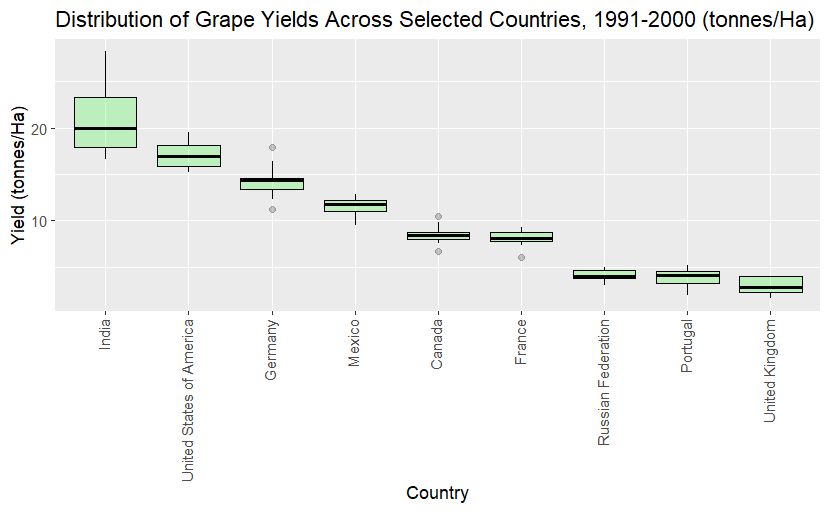 Distribution of Grape Yields Across Selected Countries, 1991-2000 (tonnes/Ha)
Yield (tonnes/Ha)
20
10
India
United States of America
Germany
Mexico
Canada
France
Russian Federation
Portugal
United Kingdom
Country